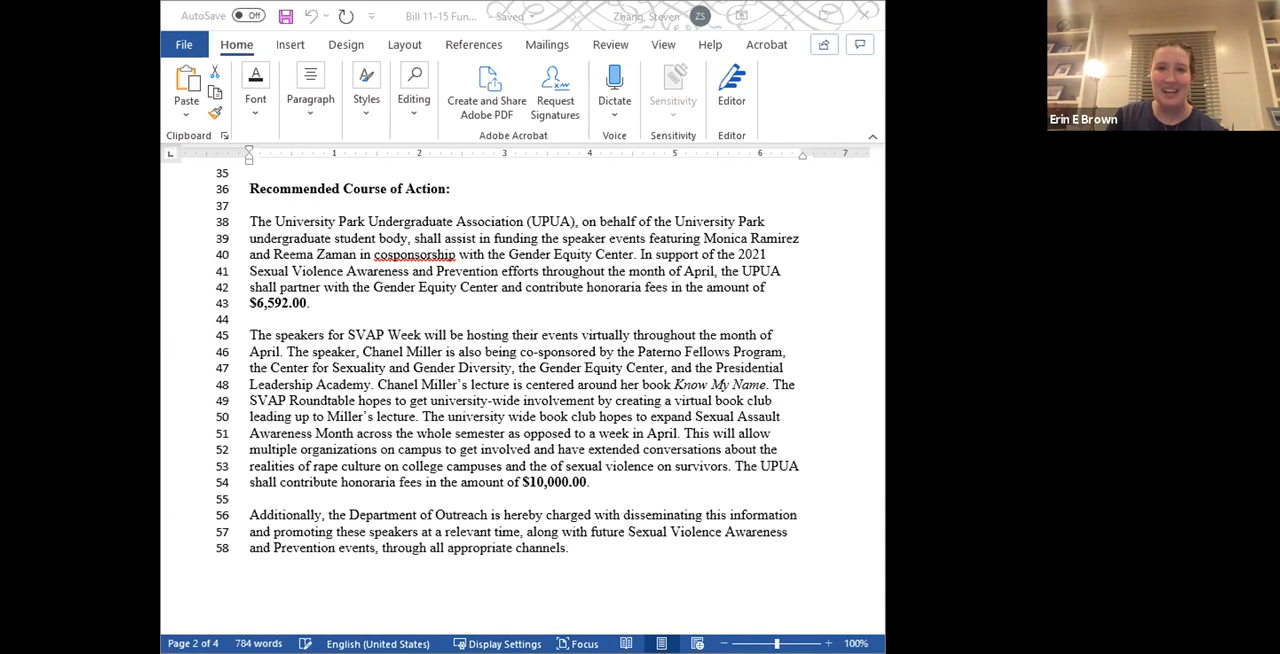 AutoSave Off Bill 11-15 Fun... - Saved Zhang, Steven ZS
File Home Insert Design Layout References Mailings Review View Help Acrobat
Paste Font Paragraph Styles Editing Create and Share Adobe PDF Request Signatures Dictate Sensitivity Editor
Clipboard Adobe Acrobat Voice Sensitivity Editor
L 1 2 3 4 5 6 7
35
36 Recommended Course of Action:
37
38 The University Park Undergraduate Association (UPUA), on behalf of the University Park
39 undergraduate student body, shall assist in funding the speaker events featuring Monica Ramirez
40 and Reema Zaman in cosponsorship with the Gender Equity Center. In support of the 2021
41 Sexual Violence Awareness and Prevention efforts throughout the month of April, the UPUA
42 shall partner with the Gender Equity Center and contribute honoraria fees in the amount of
43 $6,592.00.
44
45 The speakers for SVAP Week will be hosting their events virtually throughout the month of
46 April. The speaker, Chanel Miller is also being co-sponsored by the Paterno Fellows Program,
47 the Center for Sexuality and Gender Diversity, the Gender Equity Center, and the Presidential
48 Leadership Academy. Chanel Miller's lecture is centered around her book Know My Name. The
49 SVAP Roundtable hopes to get university-wide involvement by creating a virtual book club
50 leading up to Miller's lecture. The university wide book club hopes to expand Sexual Assault
51 Awareness Month across the whole semester as opposed to a week in April. This will allow
52 multiple organizations on campus to get involved and have extended conversations about the
53 realities of rape culture on college campuses and the of sexual violence on survivors. The UPUA
54 shall contribute honoraria fees in the amount of $10,000.00.
55
56 Additionally, the Department of Outreach is hereby charged with disseminating this information
57 and promoting these speakers at a relevant time, along with future Sexual Violence Awareness
58 and Prevention events, through all appropriate channels.
Page 2 of 4 784 words English (United States) Display Settings Focus 100%
Erin E Brown